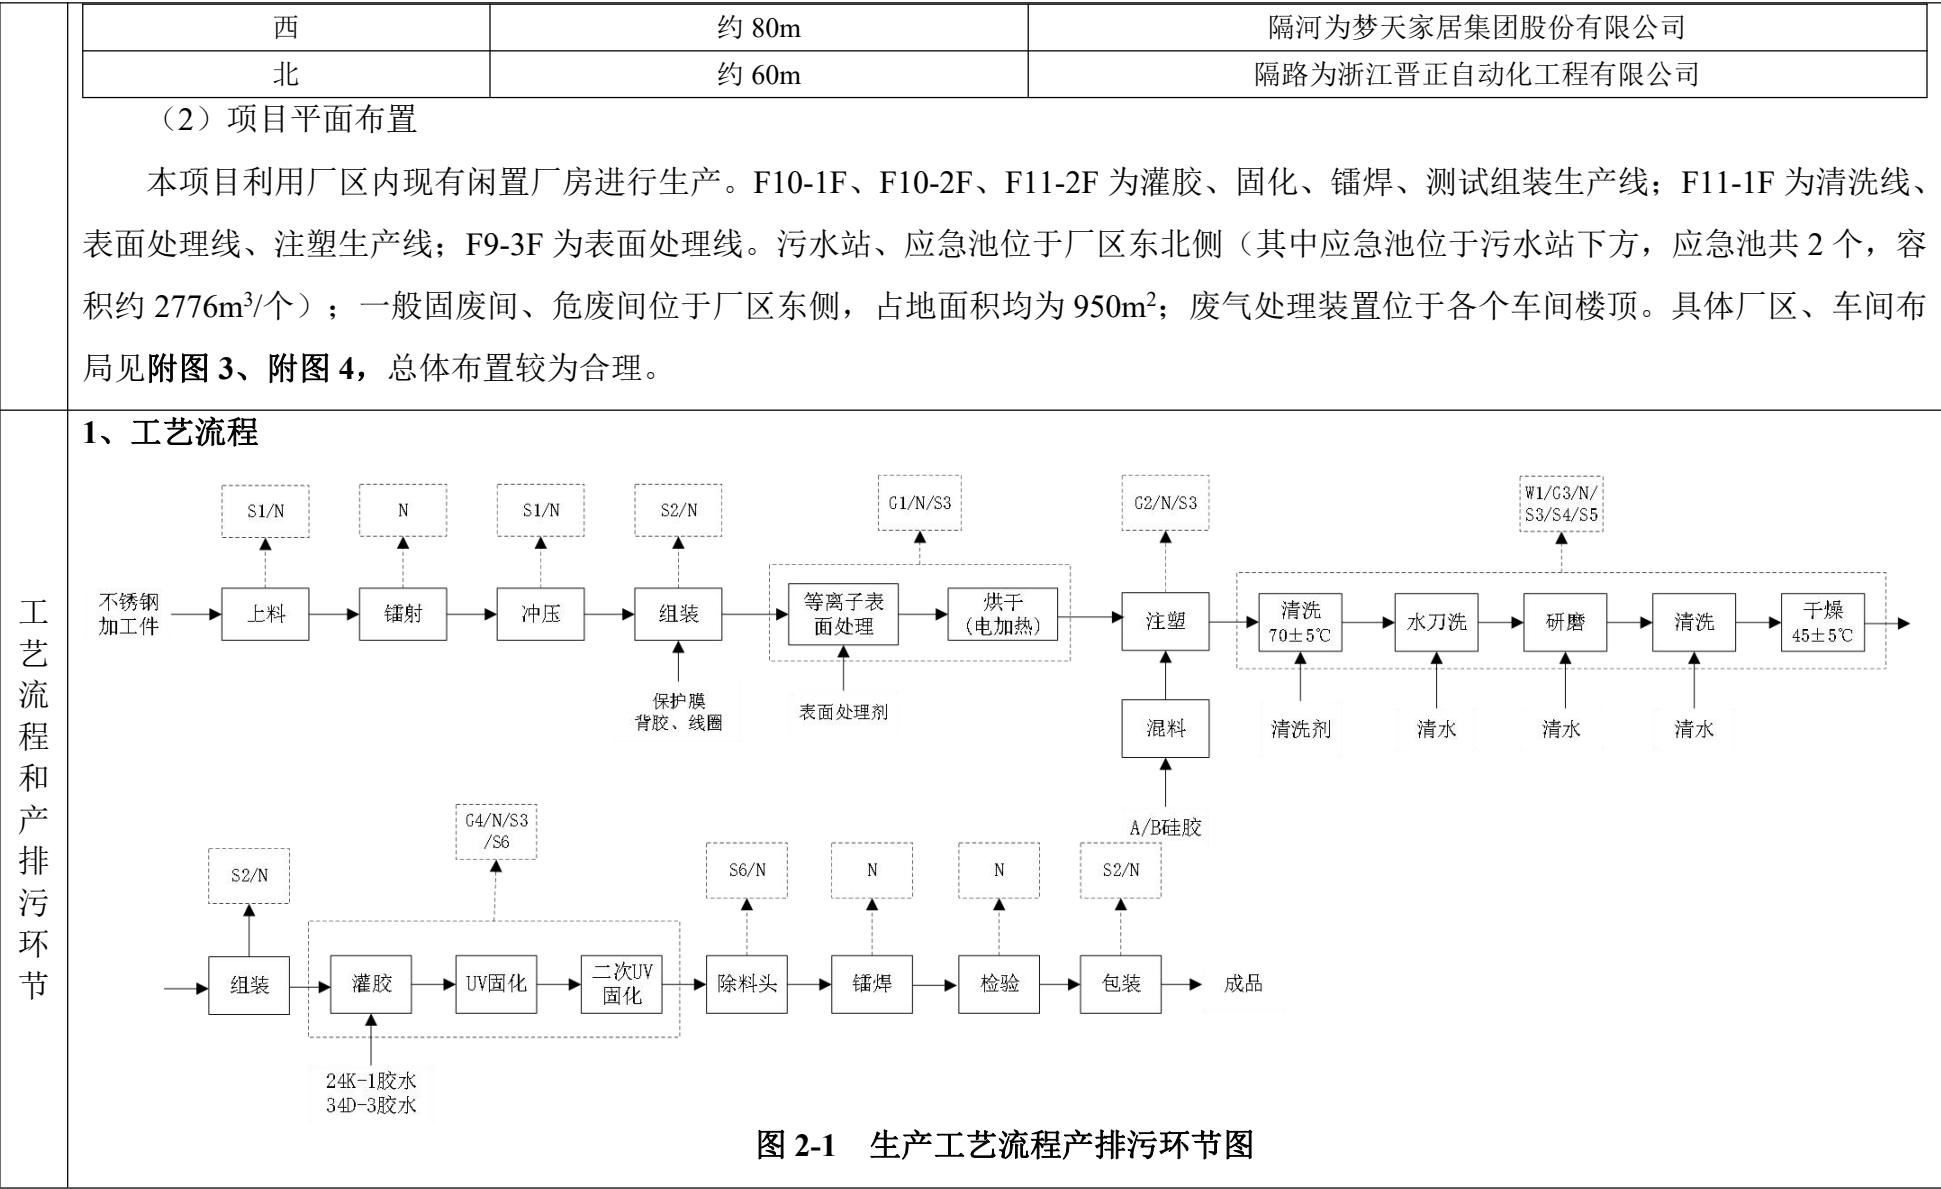 西 约 80m 隔河为梦天家居集团股份有限公司
北 约 60m 隔路为浙江晋正自动化工程有限公司
（2）项目平面布置
本项目利用厂区内现有闲置厂房进行生产。F10-1F、F10-2F、F11-2F 为灌胶、固化、镭焊、测试组装生产线；F11-1F 为清洗线、
表面处理线、注塑生产线；F9-3F 为表面处理线。污水站、应急池位于厂区东北侧（其中应急池位于污水站下方，应急池共 2 个，容
积约 2776m³/个）；一般固废间、危废间位于厂区东侧，占地面积均为 950m²；废气处理装置位于各个车间楼顶。具体厂区、车间布
局见附图 3、附图 4，总体布置较为合理。
工艺流程和产排污环节
1、工艺流程
S1/N
N
S1/N
S2/N
G1/N/S3
G2/N/S3
W1/G3/N/
S3/S4/S5
不锈钢
加工件
上料
镭射
冲压
组装
等离子表
面处理
烘干
(电加热)
注塑
清洗
70±5℃
水刀洗
研磨
清洗
干燥
45±5℃
保护膜
背胶、线圈
表面处理剂
混料
清洗剂
清水
清水
清水
A/B硅胶
S2/N
G4/N/S3
/S6
S6/N
N
N
S2/N
组装
灌胶
UV固化
二次UV
固化
除料头
镭焊
检验
包装
成品
24K-1胶水
34D-3胶水
图 2-1 生产工艺流程产排污环节图